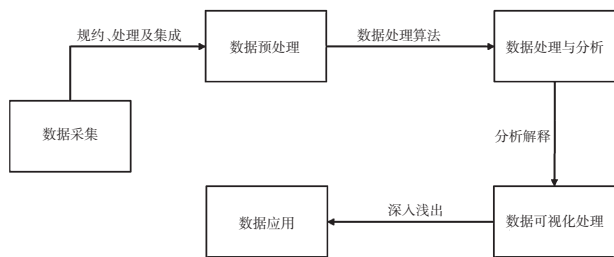 规约、处理及集成
数据预处理
数据处理算法
数据处理与分析
数据采集
分析解释
数据应用
深入浅出
数据可视化处理